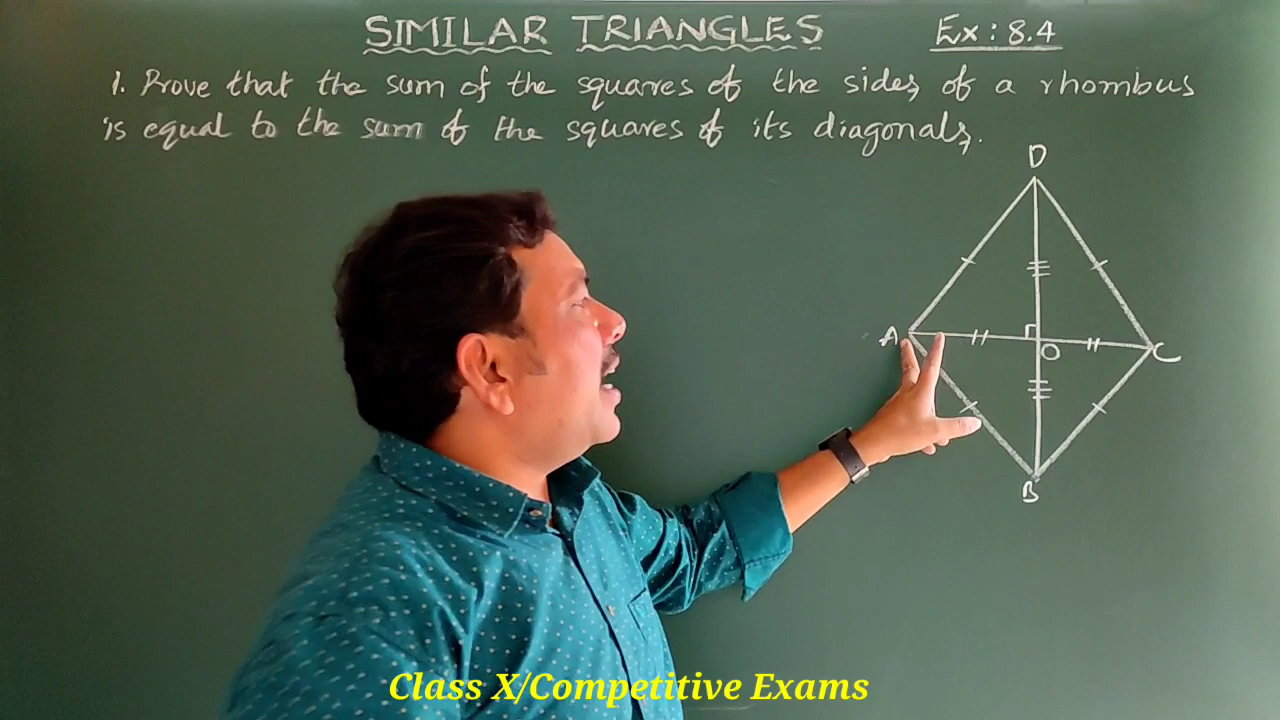 SIMILAR TRIANGLES Ex: 8.4
1. Prove that the sum of the squares of the sides of a rhombus
is equal to the sum of the squares of its diagonals.
D
A
O
C
B
Class X/Competitive Exams